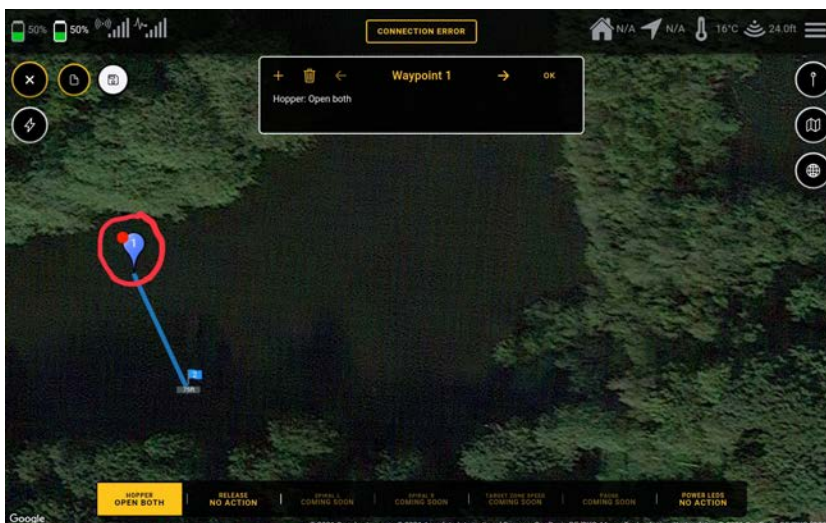 50%
50%
CONNECTION ERROR
N/A
N/A
16°C
24.0ft
Waypoint 1
OK
Hopper: Open both
1
2
HOPPER
OPEN BOTH
RELEASE
NO ACTION
SPIRAL L
COMING SOON
SPIRAL R
COMING SOON
TARGET ZONE SPEED
COMING SOON
COMING SOON
POWER LEDS
NO ACTION
Google